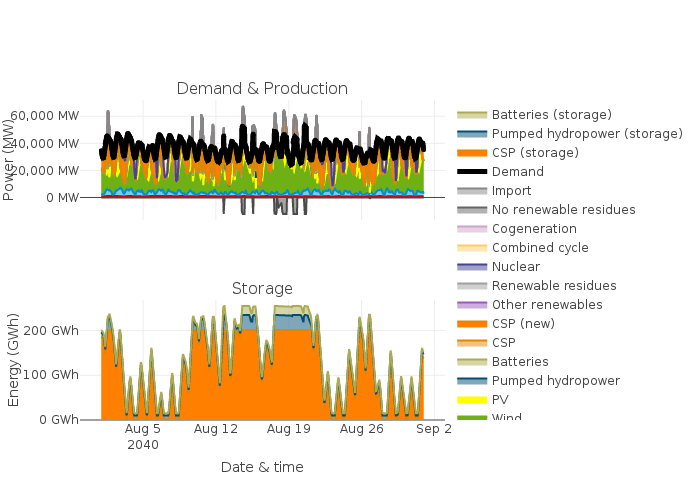 Demand & Production
60,000 MW
40,000 MW
20,000 MW
0 MW
Power (MW)
Storage
200 GWh
100 GWh
0 GWh
Energy (GWh)
Aug 5
2040
Aug 12
Aug 19
Aug 26
Sep 2
Date & time
Batteries (storage)
Pumped hydropower (storage)
CSP (storage)
Demand
Import
No renewable residues
Cogeneration
Combined cycle
Nuclear
Renewable residues
Other renewables
CSP (new)
CSP
Batteries
Pumped hydropower
PV
Wind